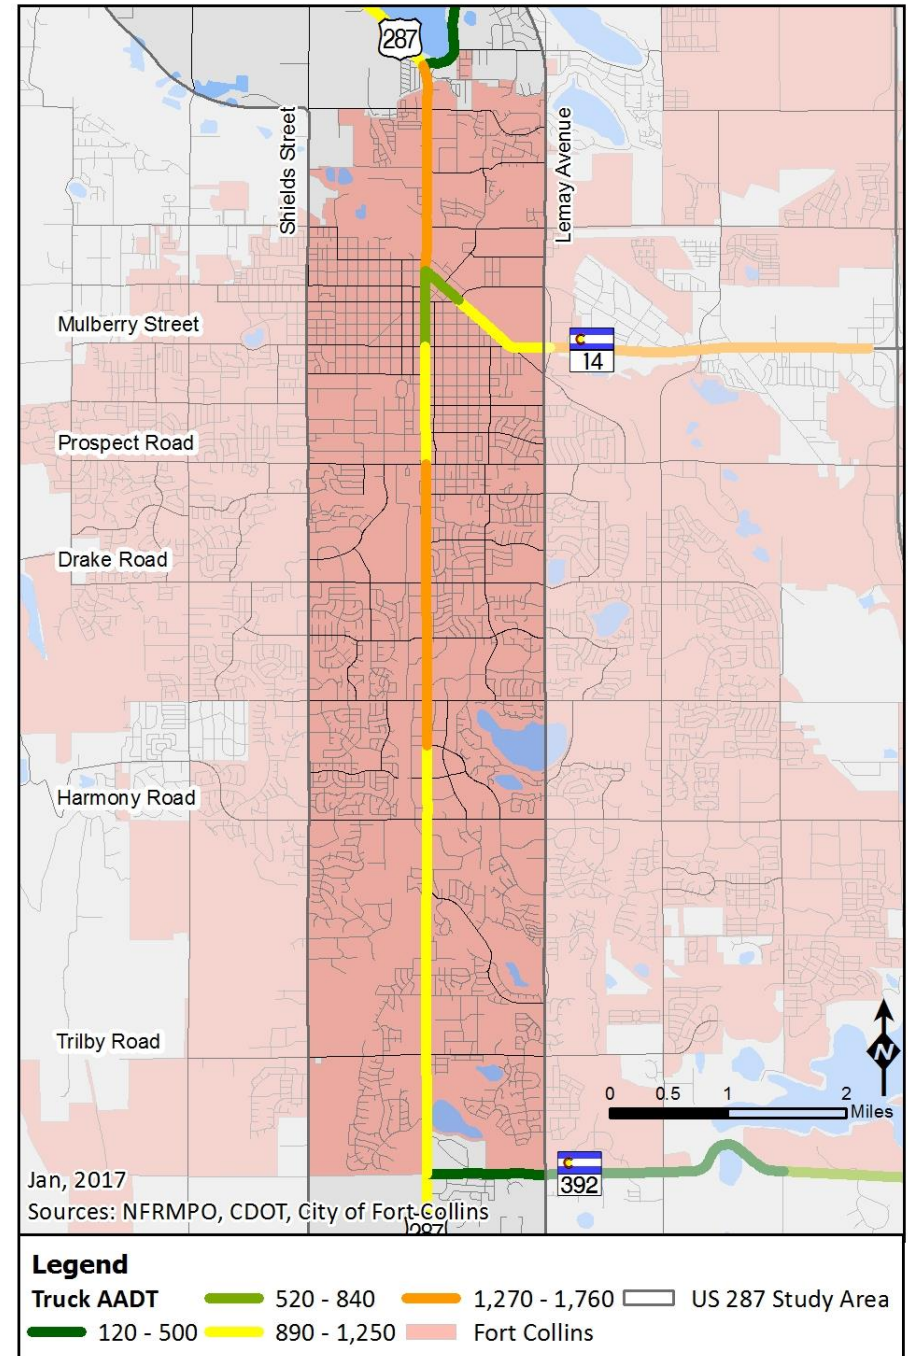 287
Shields Street
Lemay Avenue
Mulberry Street
C
14
Prospect Road
Drake Road
Harmony Road
Trilby Road
N
0 0.5 1 2
Miles
Jan, 2017
C
392
Sources: NFRMPO, CDOT, City of Fort Collins
287
Legend
Truck AADT 520 - 840 1,270 - 1,760 US 287 Study Area
120 - 500 890 - 1,250 Fort Collins